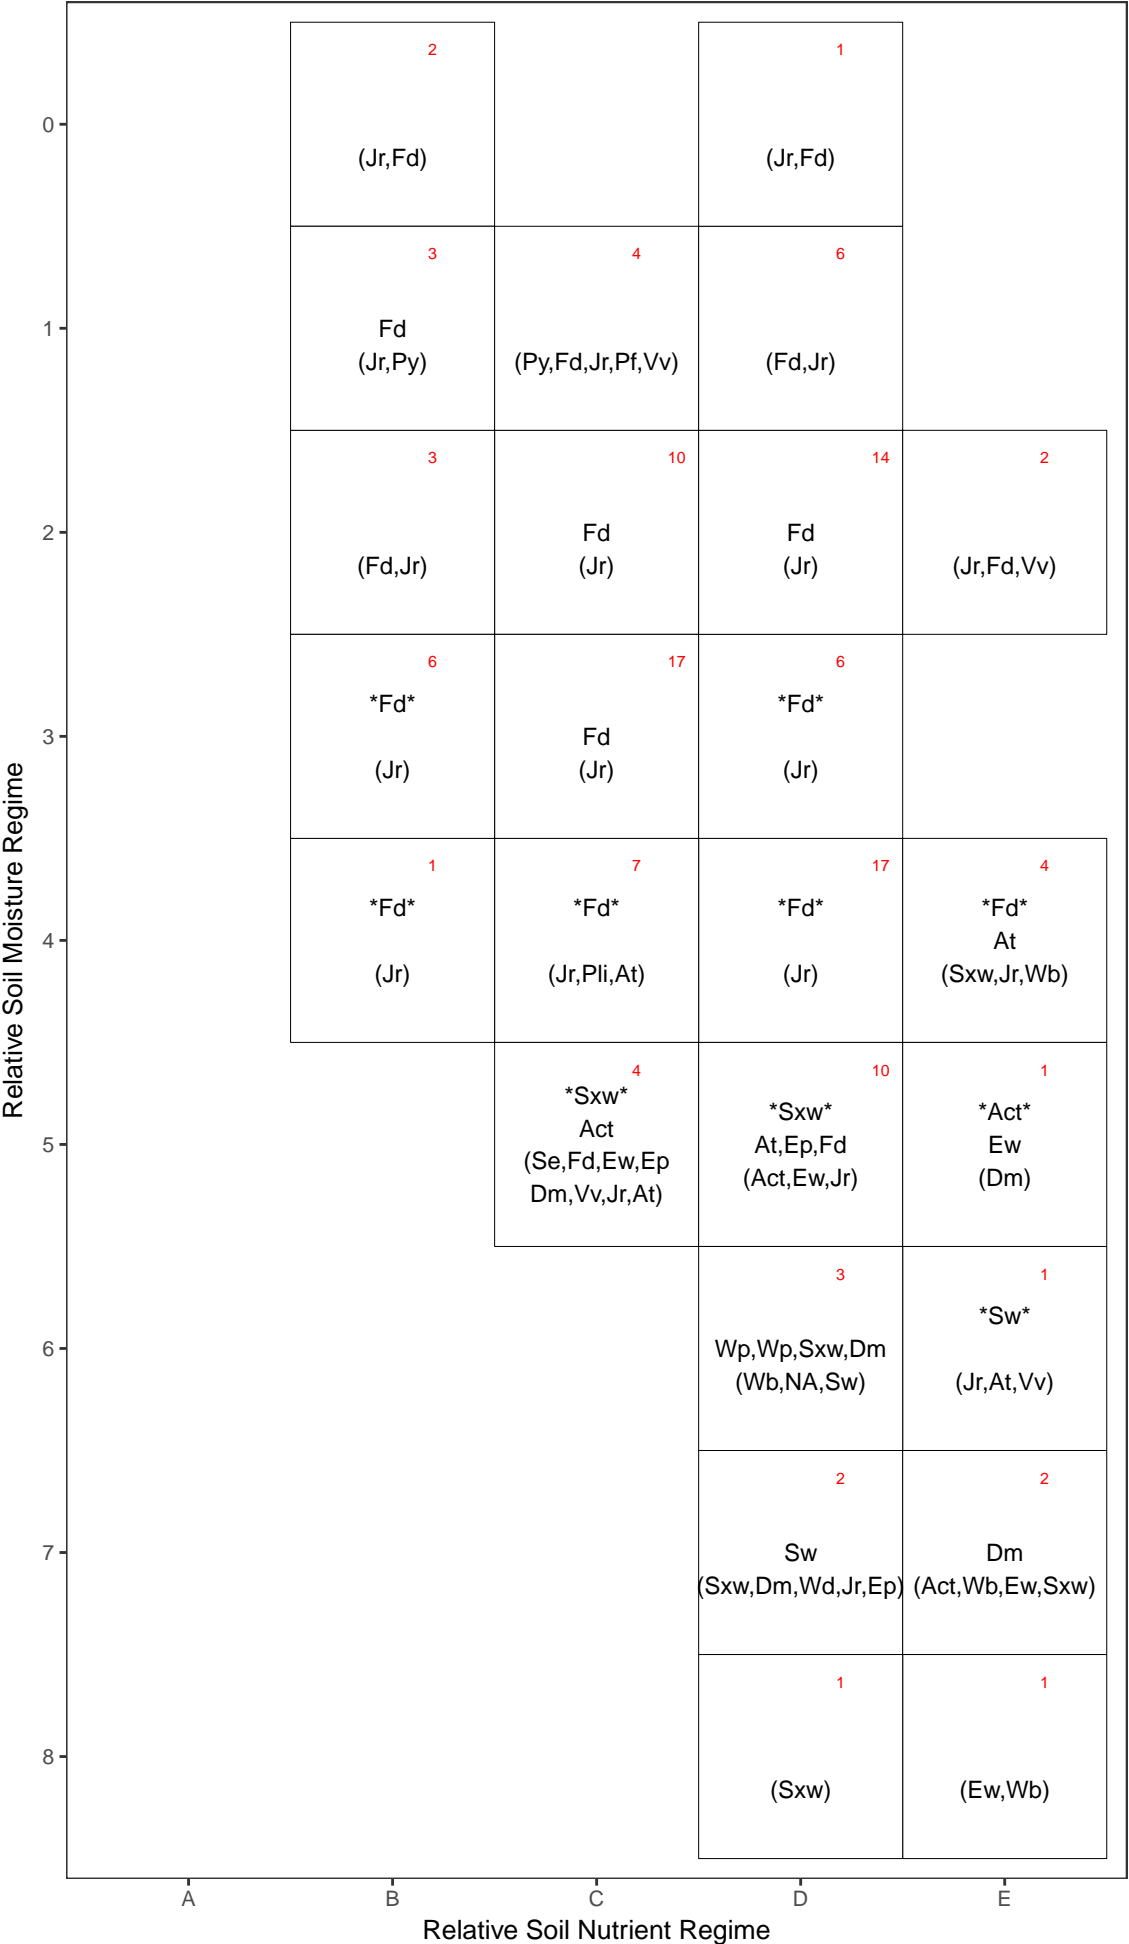 2
1
0
(Jr,Fd)
(Jr,Fd)
3
4
6
1
Fd
(Jr,Py)
(Py,Fd,Jr,Pf,Vv)
(Fd,Jr)
3
10
14
2
2
Fd
Fd
(Fd,Jr)
(Jr)
(Jr)
(Jr,Fd,Vv)
6
17
6
*Fd*
*Fd*
3
Fd
(Jr)
(Jr)
(Jr)
1
7
17
4
*Fd*
*Fd*
*Fd*
*Fd*
4
At
(Jr)
(Jr,Pli,At)
(Jr)
(Sxw,Jr,Wb)
4
10
1
*Sxw*
*Sxw*
*Act*
Act
5
At,Ep,Fd
Ew
(Se,Fd,Ew,Ep
(Act,Ew,Jr)
(Dm)
Dm,Vv,Jr,At)
3
1
*Sw*
6
Wp,Wp,Sxw,Dm
(Wb,NA,Sw)
(Jr,At,Vv)
2
2
7
Sw
Dm
(Sxw,Dm,Wd,Jr,Ep)
(Act,Wb,Ew,Sxw)
1
1
8
(Sxw)
(Ew,Wb)
A
B
C
D
E
Relative Soil Nutrient Regime
Relative Soil Moisture Regime